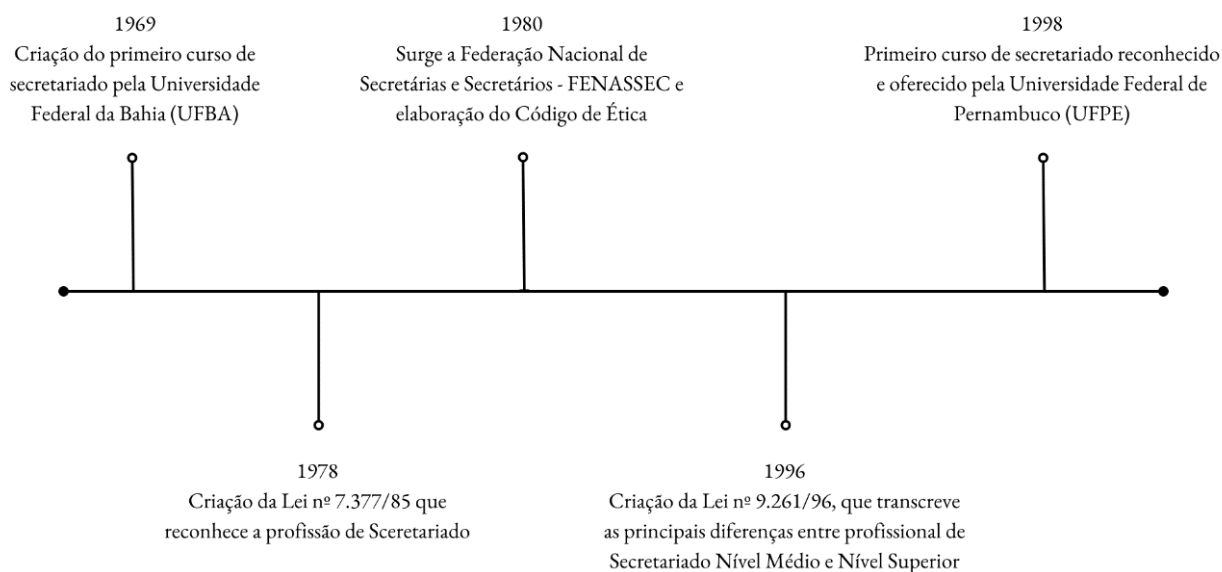 1969
Criação do primeiro curso de
secretariado pela Universidade
Federal da Bahia (UFBA)
1980
Surge a Federação Nacional de
Secretárias e Secretários - FENASSEC e
elaboração do Código de Ética
1998
Primeiro curso de secretariado reconhecido
e oferecido pela Universidade Federal de
Pernambuco (UFPE)
1978
Criação da Lei nº 7.377/85 que
reconhece a profissão de Sceretariado
1996
Criação da Lei nº 9.261/96, que transcreve
as principais diferenças entre profissional de
Secretariado Nível Médio e Nível Superior